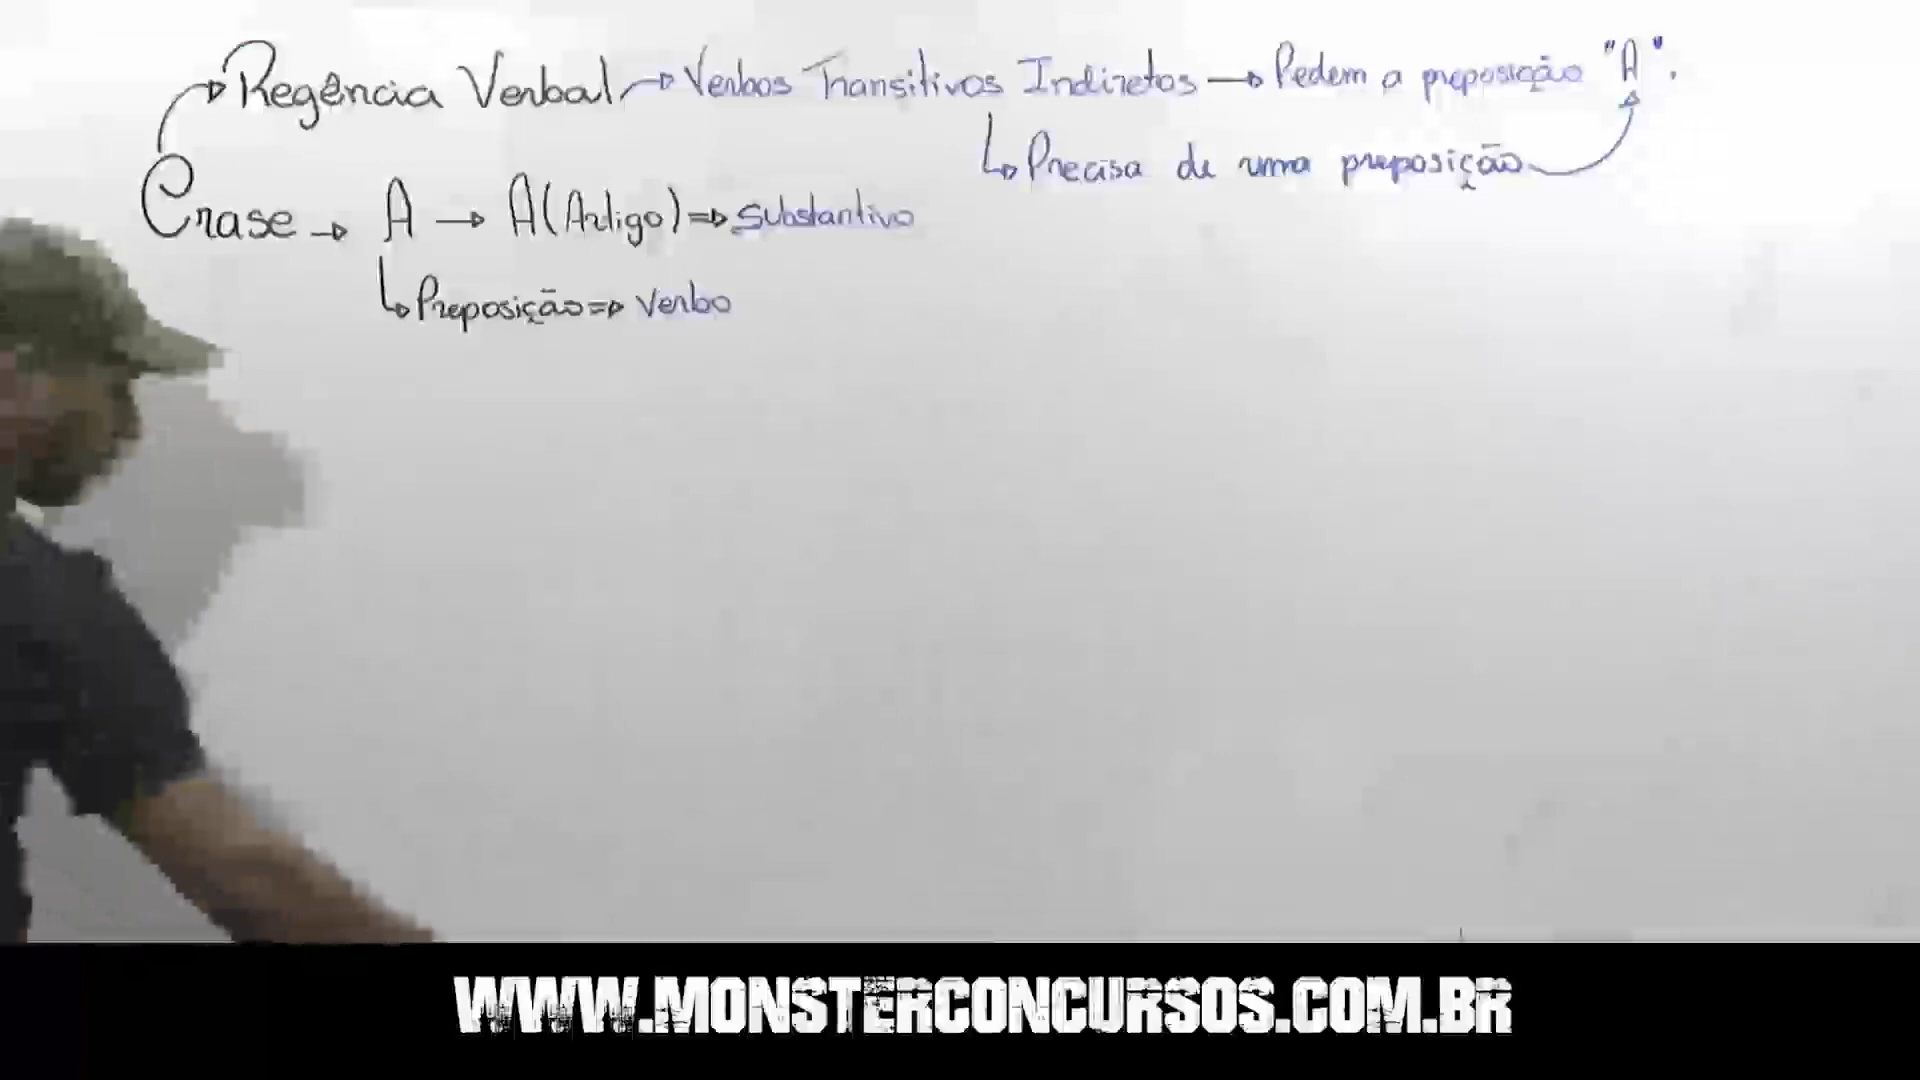 Regência Verbal → Verbos Transitivos Indiretos → Pedem a preposição "A".
↳ Precisa de uma preposição
Crase → A → A (Artigo) ⇒ Substantivo
↳ Preposição ⇒ Verbo
WWW.MONSTERCONCURSOS.COM.BR